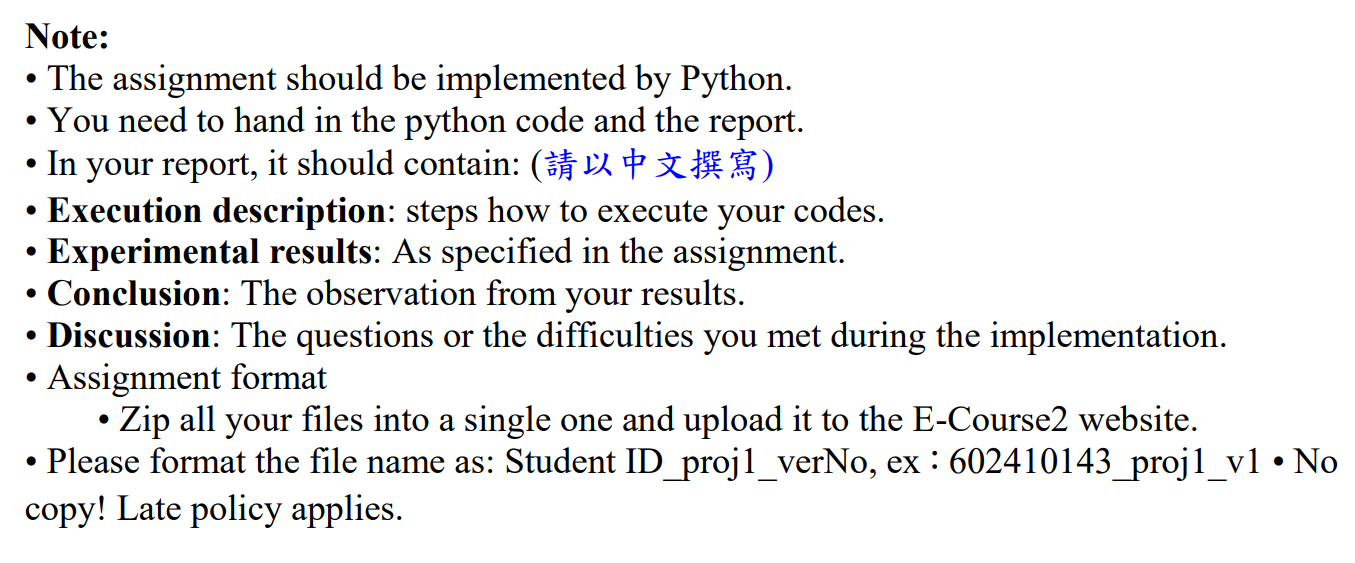 Note:
• The assignment should be implemented by Python.
• You need to hand in the python code and the report.
• In your report, it should contain: (請以中文撰寫)
• Execution description: steps how to execute your codes.
• Experimental results: As specified in the assignment.
• Conclusion: The observation from your results.
• Discussion: The questions or the difficulties you met during the implementation.
• Assignment format
• Zip all your files into a single one and upload it to the E-Course2 website.
• Please format the file name as: Student ID_proj1_verNo, ex：602410143_proj1_v1 • No
copy! Late policy applies.